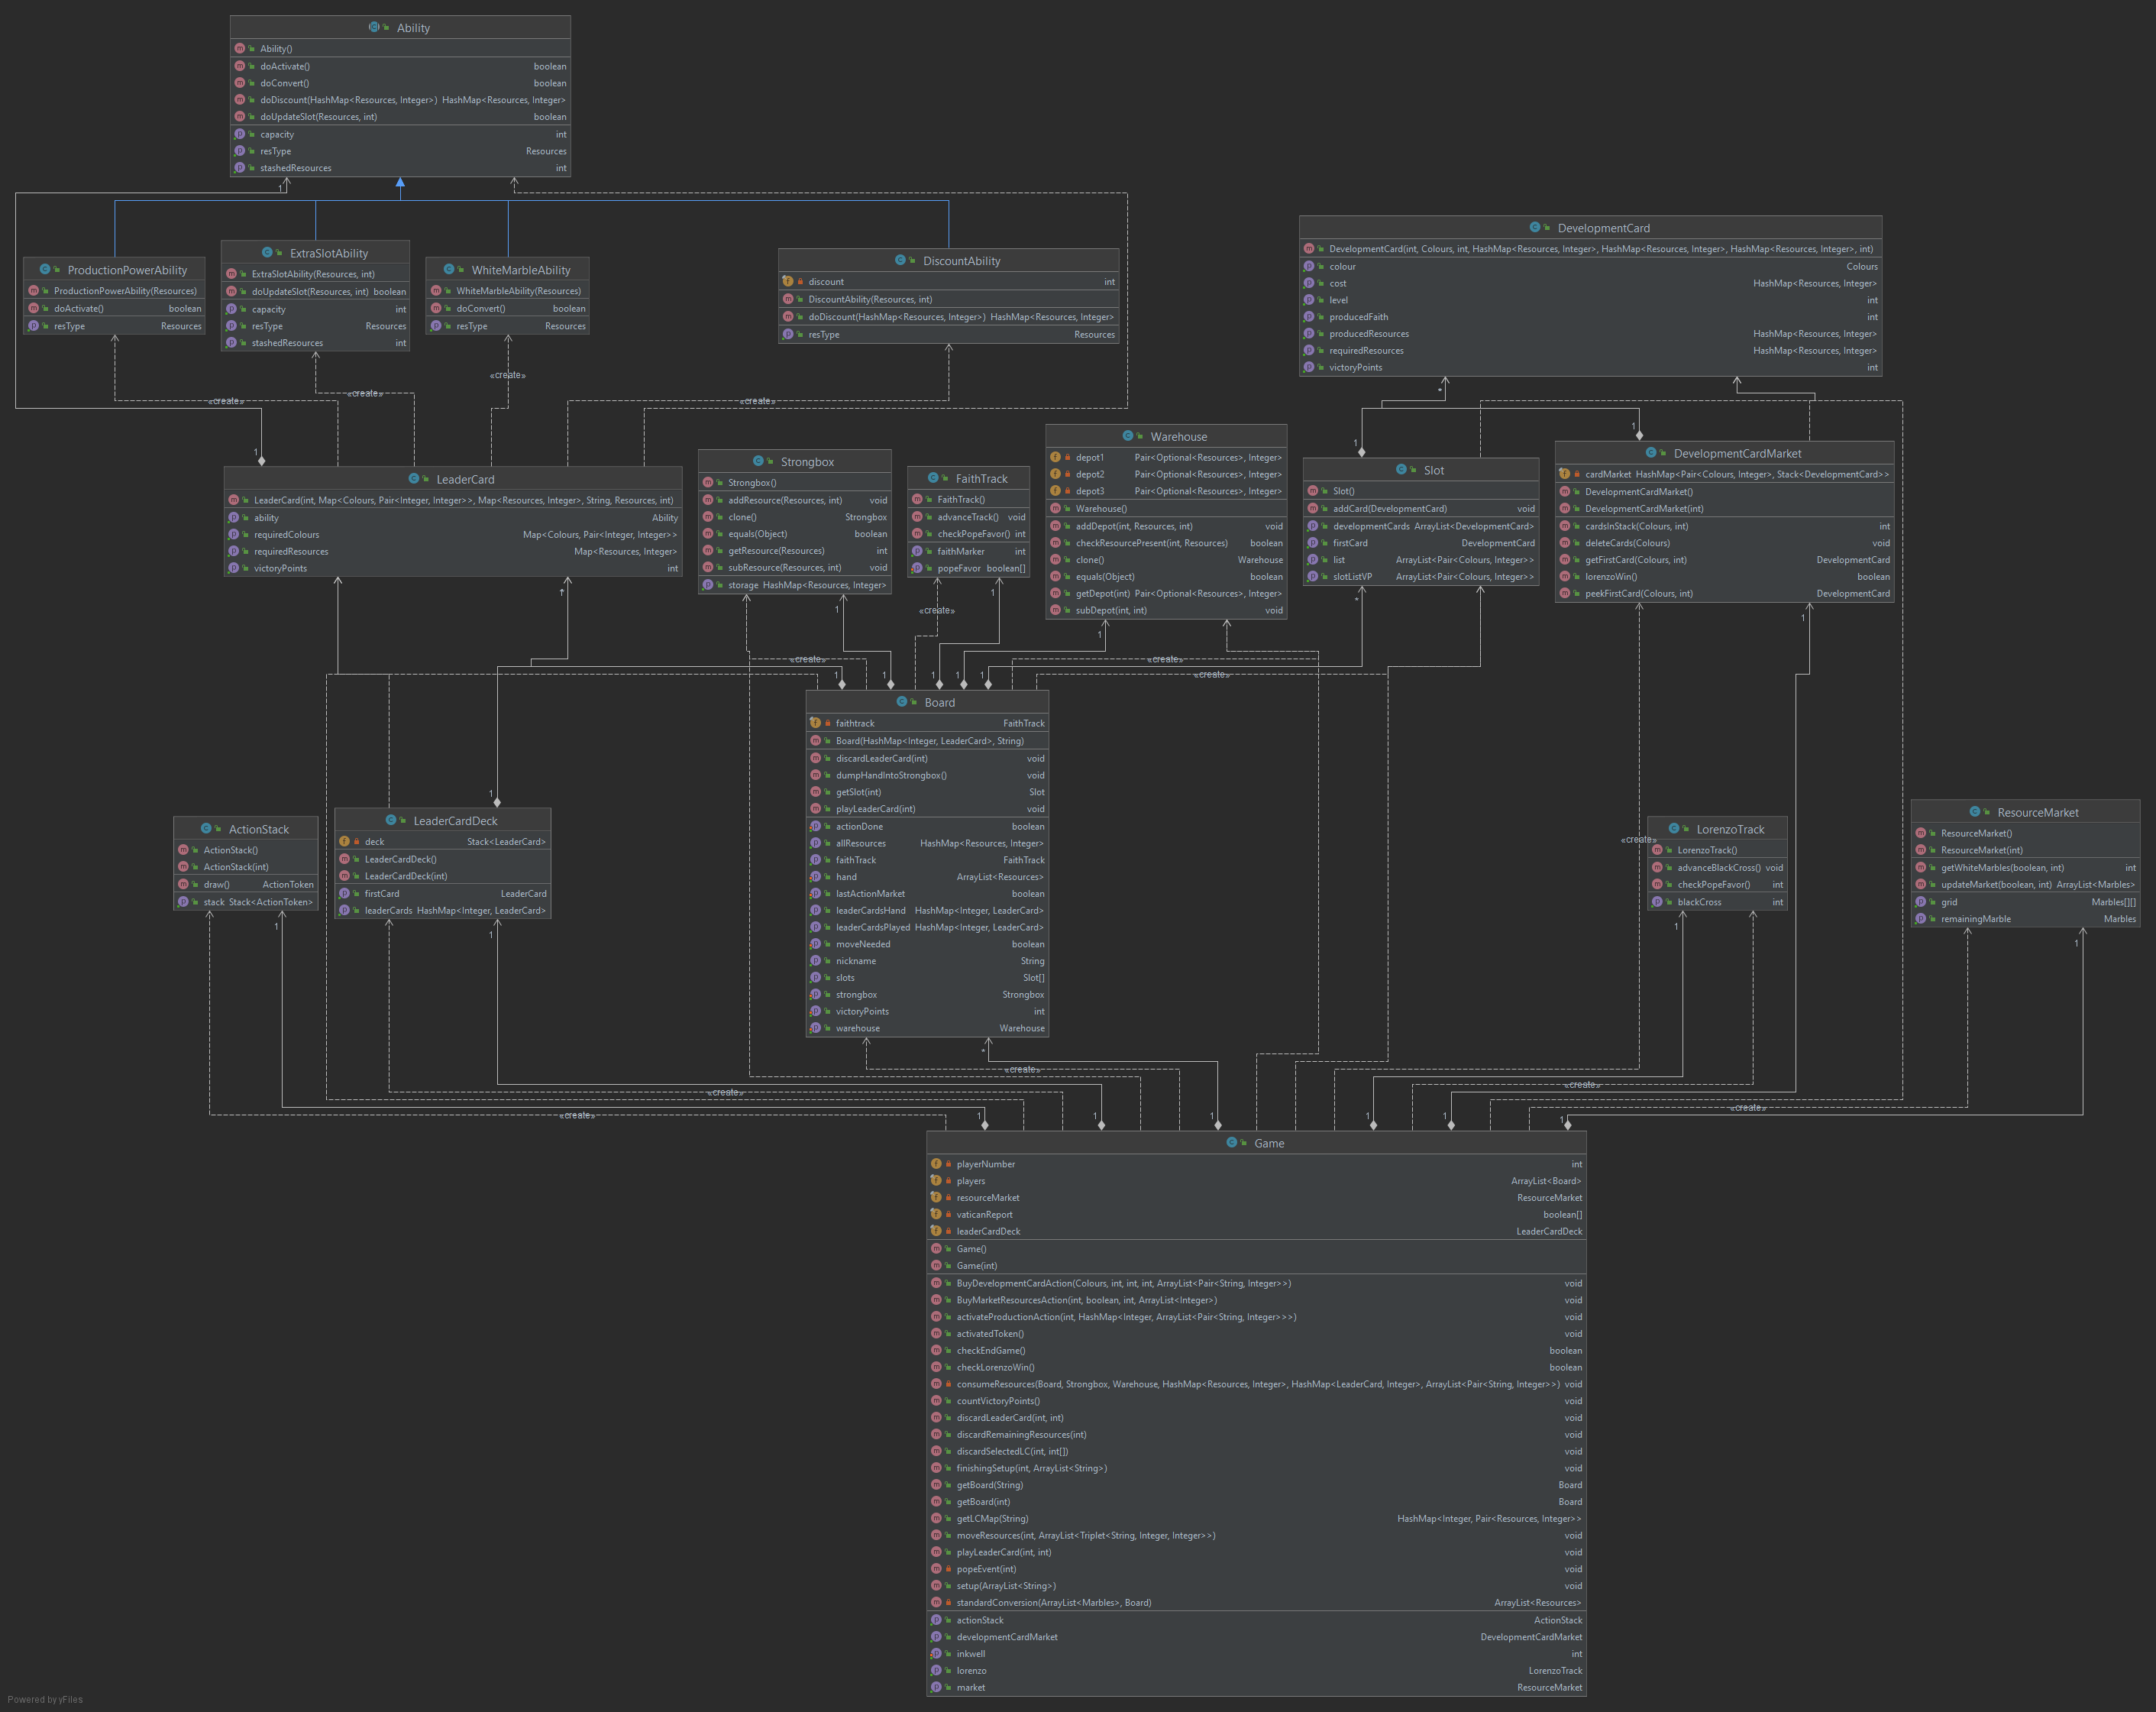 Ability
Ability()
doActivate() boolean
doConvert() boolean
doDiscount(HashMap<Resources, Integer>) HashMap<Resources, Integer>
doUpdateSlot(Resources, int) boolean
capacity int
resType Resources
stashedResources int
1
ProductionPowerAbility
ProductionPowerAbility(Resources)
doActivate() boolean
resType Resources
ExtraSlotAbility
ExtraSlotAbility(Resources, int)
doUpdateSlot(Resources, int) boolean
capacity int
resType Resources
stashedResources int
WhiteMarbleAbility
WhiteMarbleAbility(Resources)
doConvert() boolean
resType Resources
DiscountAbility
discount int
DiscountAbility(Resources, int)
doDiscount(HashMap<Resources, Integer>) HashMap<Resources, Integer>
resType Resources
DevelopmentCard
DevelopmentCard(int, Colours, int, HashMap<Resources, Integer>, HashMap<Resources, Integer>, HashMap<Resources, Integer>, int)
colour Colours
cost HashMap<Resources, Integer>
level int
producedFaith int
producedResources HashMap<Resources, Integer>
requiredResources HashMap<Resources, Integer>
victoryPoints int
«create»
«create»
«create»
«create»
*
1
1
1
LeaderCard
LeaderCard(int, Map<Colours, Pair<Integer, Integer>>, Map<Resources, Integer>, String, Resources, int)
ability Ability
requiredColours Map<Colours, Pair<Integer, Integer>>
requiredResources Map<Resources, Integer>
victoryPoints int
Strongbox
Strongbox()
addResource(Resources, int) void
clone() Strongbox
equals(Object) boolean
getResource(Resources) int
subResource(Resources, int) void
storage HashMap<Resources, Integer>
FaithTrack
FaithTrack()
advanceTrack() void
checkPopeFavor() int
faithMarker int
popeFavor boolean[]
Warehouse
depot1 Pair<Optional<Resources>, Integer>
depot2 Pair<Optional<Resources>, Integer>
depot3 Pair<Optional<Resources>, Integer>
Warehouse()
addDepot(int, Resources, int) void
checkResourcePresent(int, Resources) boolean
clone() Warehouse
equals(Object) boolean
getDepot(int) Pair<Optional<Resources>, Integer>
subDepot(int, int) void
Slot
Slot()
addCard(DevelopmentCard) void
developmentCards ArrayList<DevelopmentCard>
firstCard DevelopmentCard
list ArrayList<Pair<Colours, Integer>>
slotListVP ArrayList<Pair<Colours, Integer>>
DevelopmentCardMarket
cardMarket HashMap<Pair<Colours, Integer>, Stack<DevelopmentCard>>
DevelopmentCardMarket()
DevelopmentCardMarket(int)
cardsInStack(Colours, int) int
deleteCards(Colours) void
getFirstCard(Colours, int) DevelopmentCard
lorenzoWin() boolean
peekFirstCard(Colours, int) DevelopmentCard
*
1
«create»
1
1
*
1
«create»
«create»
«create»
1
1
1
1
1
Board
faithtrack FaithTrack
Board(HashMap<Integer, LeaderCard>, String)
discardLeaderCard(int) void
dumpHandIntoStrongbox() void
getSlot(int) Slot
playLeaderCard(int) void
actionDone boolean
allResources HashMap<Resources, Integer>
faithTrack FaithTrack
hand ArrayList<Resources>
lastActionMarket boolean
leaderCardsHand HashMap<Integer, LeaderCard>
leaderCardsPlayed HashMap<Integer, LeaderCard>
moveNeeded boolean
nickname String
slots Slot[]
strongbox Strongbox
victoryPoints int
warehouse Warehouse
1
ActionStack
ActionStack()
ActionStack(int)
draw() ActionToken
stack Stack<ActionToken>
LeaderCardDeck
deck Stack<LeaderCard>
LeaderCardDeck()
LeaderCardDeck(int)
firstCard LeaderCard
leaderCards HashMap<Integer, LeaderCard>
«create»
LorenzoTrack
LorenzoTrack()
advanceBlackCross() void
checkPopeFavor() int
blackCross int
ResourceMarket
ResourceMarket()
ResourceMarket(int)
getWhiteMarbles(boolean, int) int
updateMarket(boolean, int) ArrayList<Marbles>
grid Marbles[][]
remainingMarble Marbles
1
1
1
1
*
«create»
«create»
«create»
«create»
«create»
1
1
1
1
1
1
Game
playerNumber int
players ArrayList<Board>
resourceMarket ResourceMarket
vaticanReport boolean[]
leaderCardDeck LeaderCardDeck
Game()
Game(int)
BuyDevelopmentCardAction(Colours, int, int, int, ArrayList<Pair<String, Integer>>) void
BuyMarketResourcesAction(int, boolean, int, ArrayList<Integer>) void
activateProductionAction(int, HashMap<Integer, ArrayList<Pair<String, Integer>>>) void
activatedToken() void
checkEndGame() boolean
checkLorenzoWin() boolean
consumeResources(Board, Strongbox, Warehouse, HashMap<Resources, Integer>, HashMap<LeaderCard, Integer>, ArrayList<Pair<String, Integer>>) void
countVictoryPoints() void
discardLeaderCard(int, int) void
discardRemainingResources(int) void
discardSelectedLC(int, int[]) void
finishingSetup(int, ArrayList<String>) void
getBoard(String) Board
getBoard(int) Board
getLCMap(String) HashMap<Integer, Pair<Resources, Integer>>
moveResources(int, ArrayList<Triplet<String, Integer, Integer>>) void
playLeaderCard(int, int) void
popeEvent(int) void
setup(ArrayList<String>) void
standardConversion(ArrayList<Marbles>, Board) ArrayList<Resources>
actionStack ActionStack
developmentCardMarket DevelopmentCardMarket
inkwell int
lorenzo LorenzoTrack
market ResourceMarket
Powered by yFiles